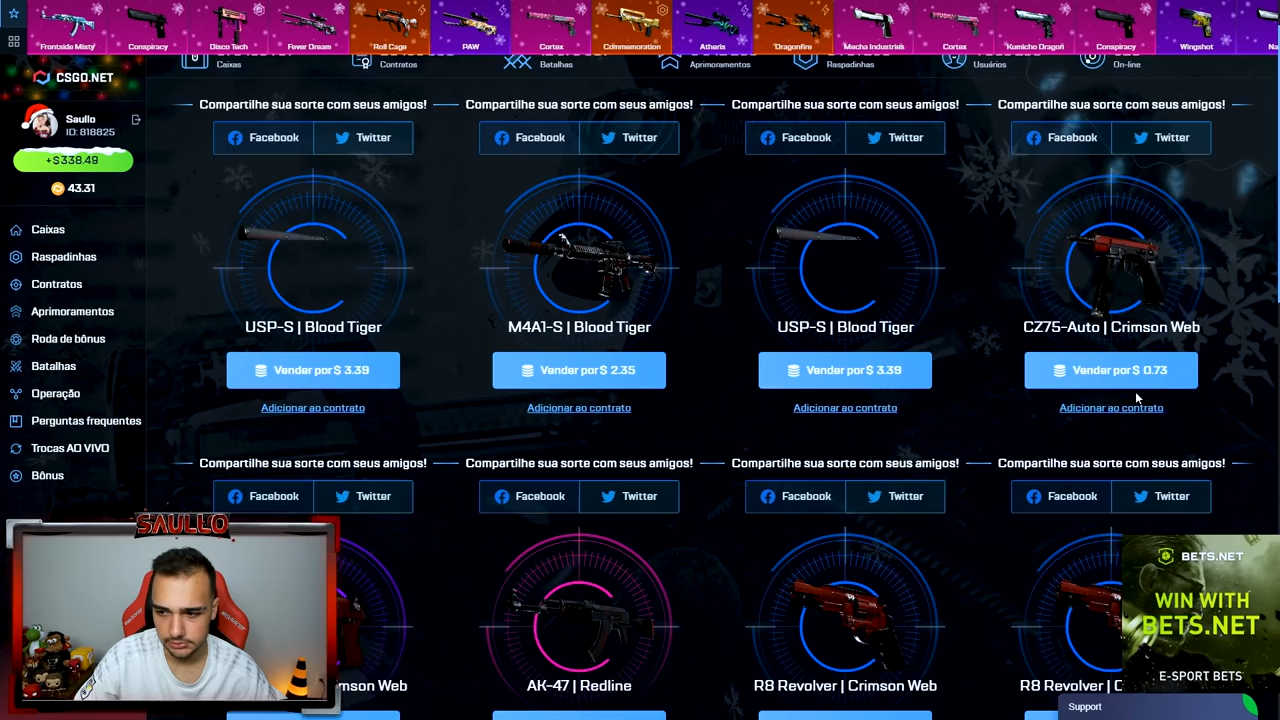 Frontside Misty Conspiracy Disco Tech Fever Dream Roll Cage PAW Cortex Commemoration Atheris Dragonfire Mecha Industries Cortex Kumicho Dragon Conspiracy Wingshot
Caixas Contratos Batalhas Aprimoramentos Raspadinhas Usuários On-line
CSGO.NET
Saullo
ID: 818825
+$338.49
43.31
Caixas
Raspadinhas
Contratos
Aprimoramentos
Roda de bônus
Batalhas
Operação
Perguntas frequentes
Trocas AO VIVO
Bônus
Compartilhe sua sorte com seus amigos! Compartilhe sua sorte com seus amigos! Compartilhe sua sorte com seus amigos! Compartilhe sua sorte com seus amigos!
Facebook Twitter Facebook Twitter Facebook Twitter Facebook Twitter
USP-S | Blood Tiger M4A1-S | Blood Tiger USP-S | Blood Tiger CZ75-Auto | Crimson Web
Vender por $ 3.39 Vender por $ 2.35 Vender por $ 3.39 Vender por $ 0.73
Adicionar ao contrato Adicionar ao contrato Adicionar ao contrato Adicionar ao contrato
Compartilhe sua sorte com seus amigos! Compartilhe sua sorte com seus amigos! Compartilhe sua sorte com seus amigos! Compartilhe sua sorte com seus amigos!
Facebook Twitter Facebook Twitter Facebook Twitter Facebook Twitter
mson Web AK-47 | Redline R8 Revolver | Crimson Web R8 Revolver | C
SAULLO
BETS.NET
WIN WITH
BETS.NET
E-SPORT BETS
Support